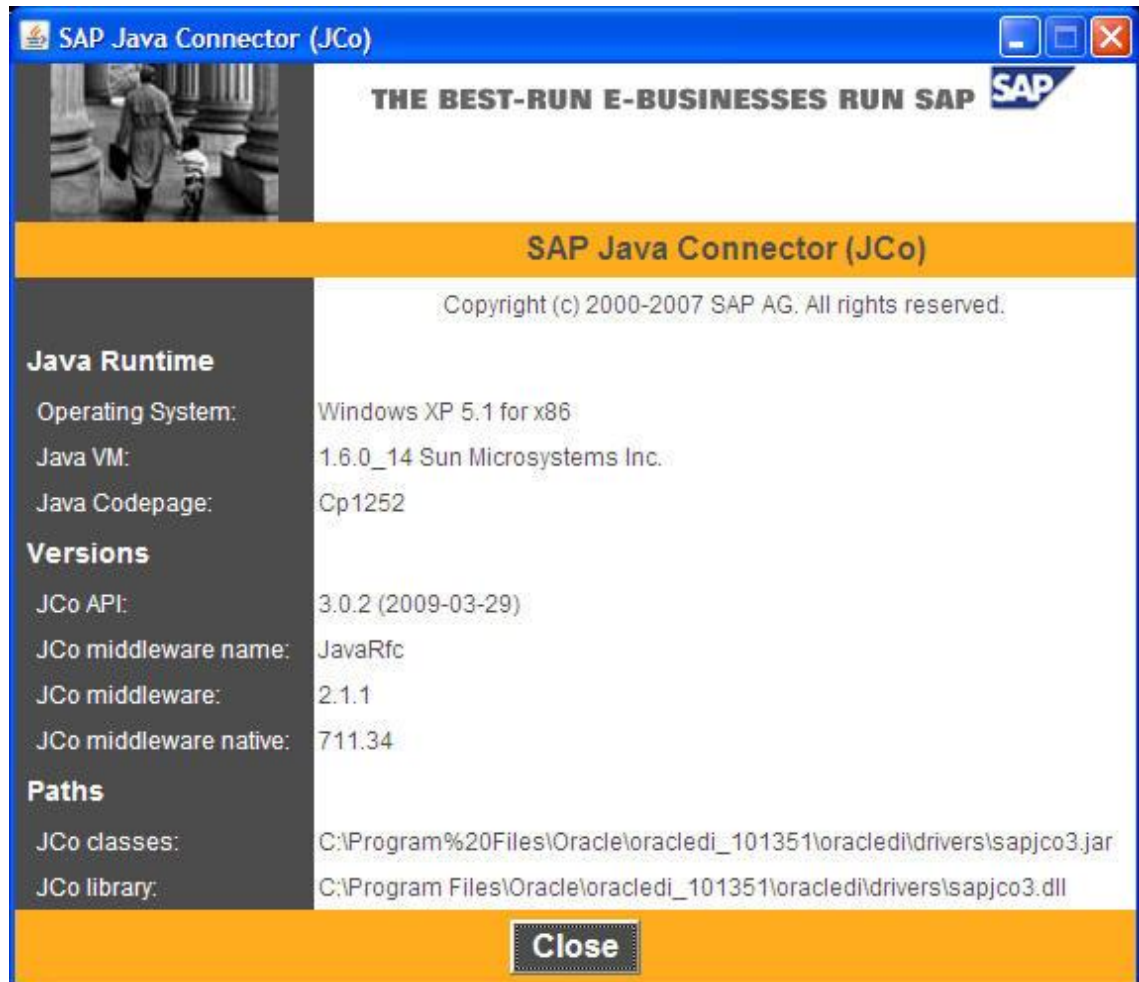 SAP Java Connector (JCo)
THE BEST-RUN E-BUSINESSES RUN SAP SAP
SAP Java Connector (JCo)
Copyright (c) 2000-2007 SAP AG. All rights reserved.
Java Runtime
Operating System: Windows XP 5.1 for x86
Java VM: 1.6.0_14 Sun Microsystems Inc.
Java Codepage: Cp1252
Versions
JCo API: 3.0.2 (2009-03-29)
JCo middleware name: JavaRfc
JCo middleware: 2.1.1
JCo middleware native: 711.34
Paths
JCo classes: C:\Program%20Files\Oracle\oracledi_101351\oracledi\drivers\sapjco3.jar
JCo library: C:\Program Files\Oracle\oracledi_101351\oracledi\drivers\sapjco3.dll
Close